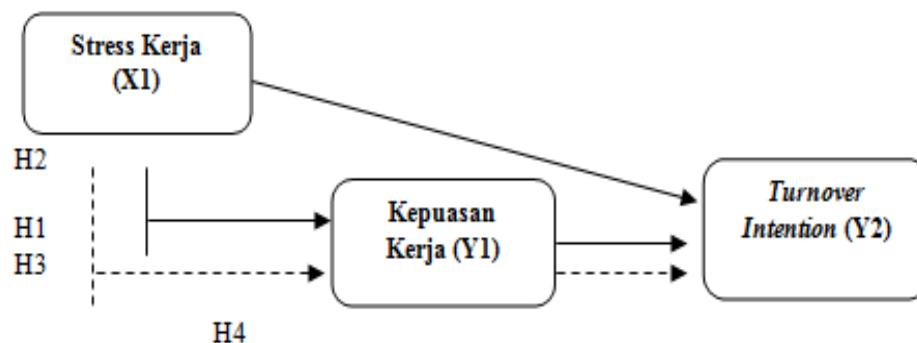 Stress Kerja
(X1)
H2
H1
H3
Kepuasan
Kerja (Y1)
Turnover
Intention (Y2)
H4